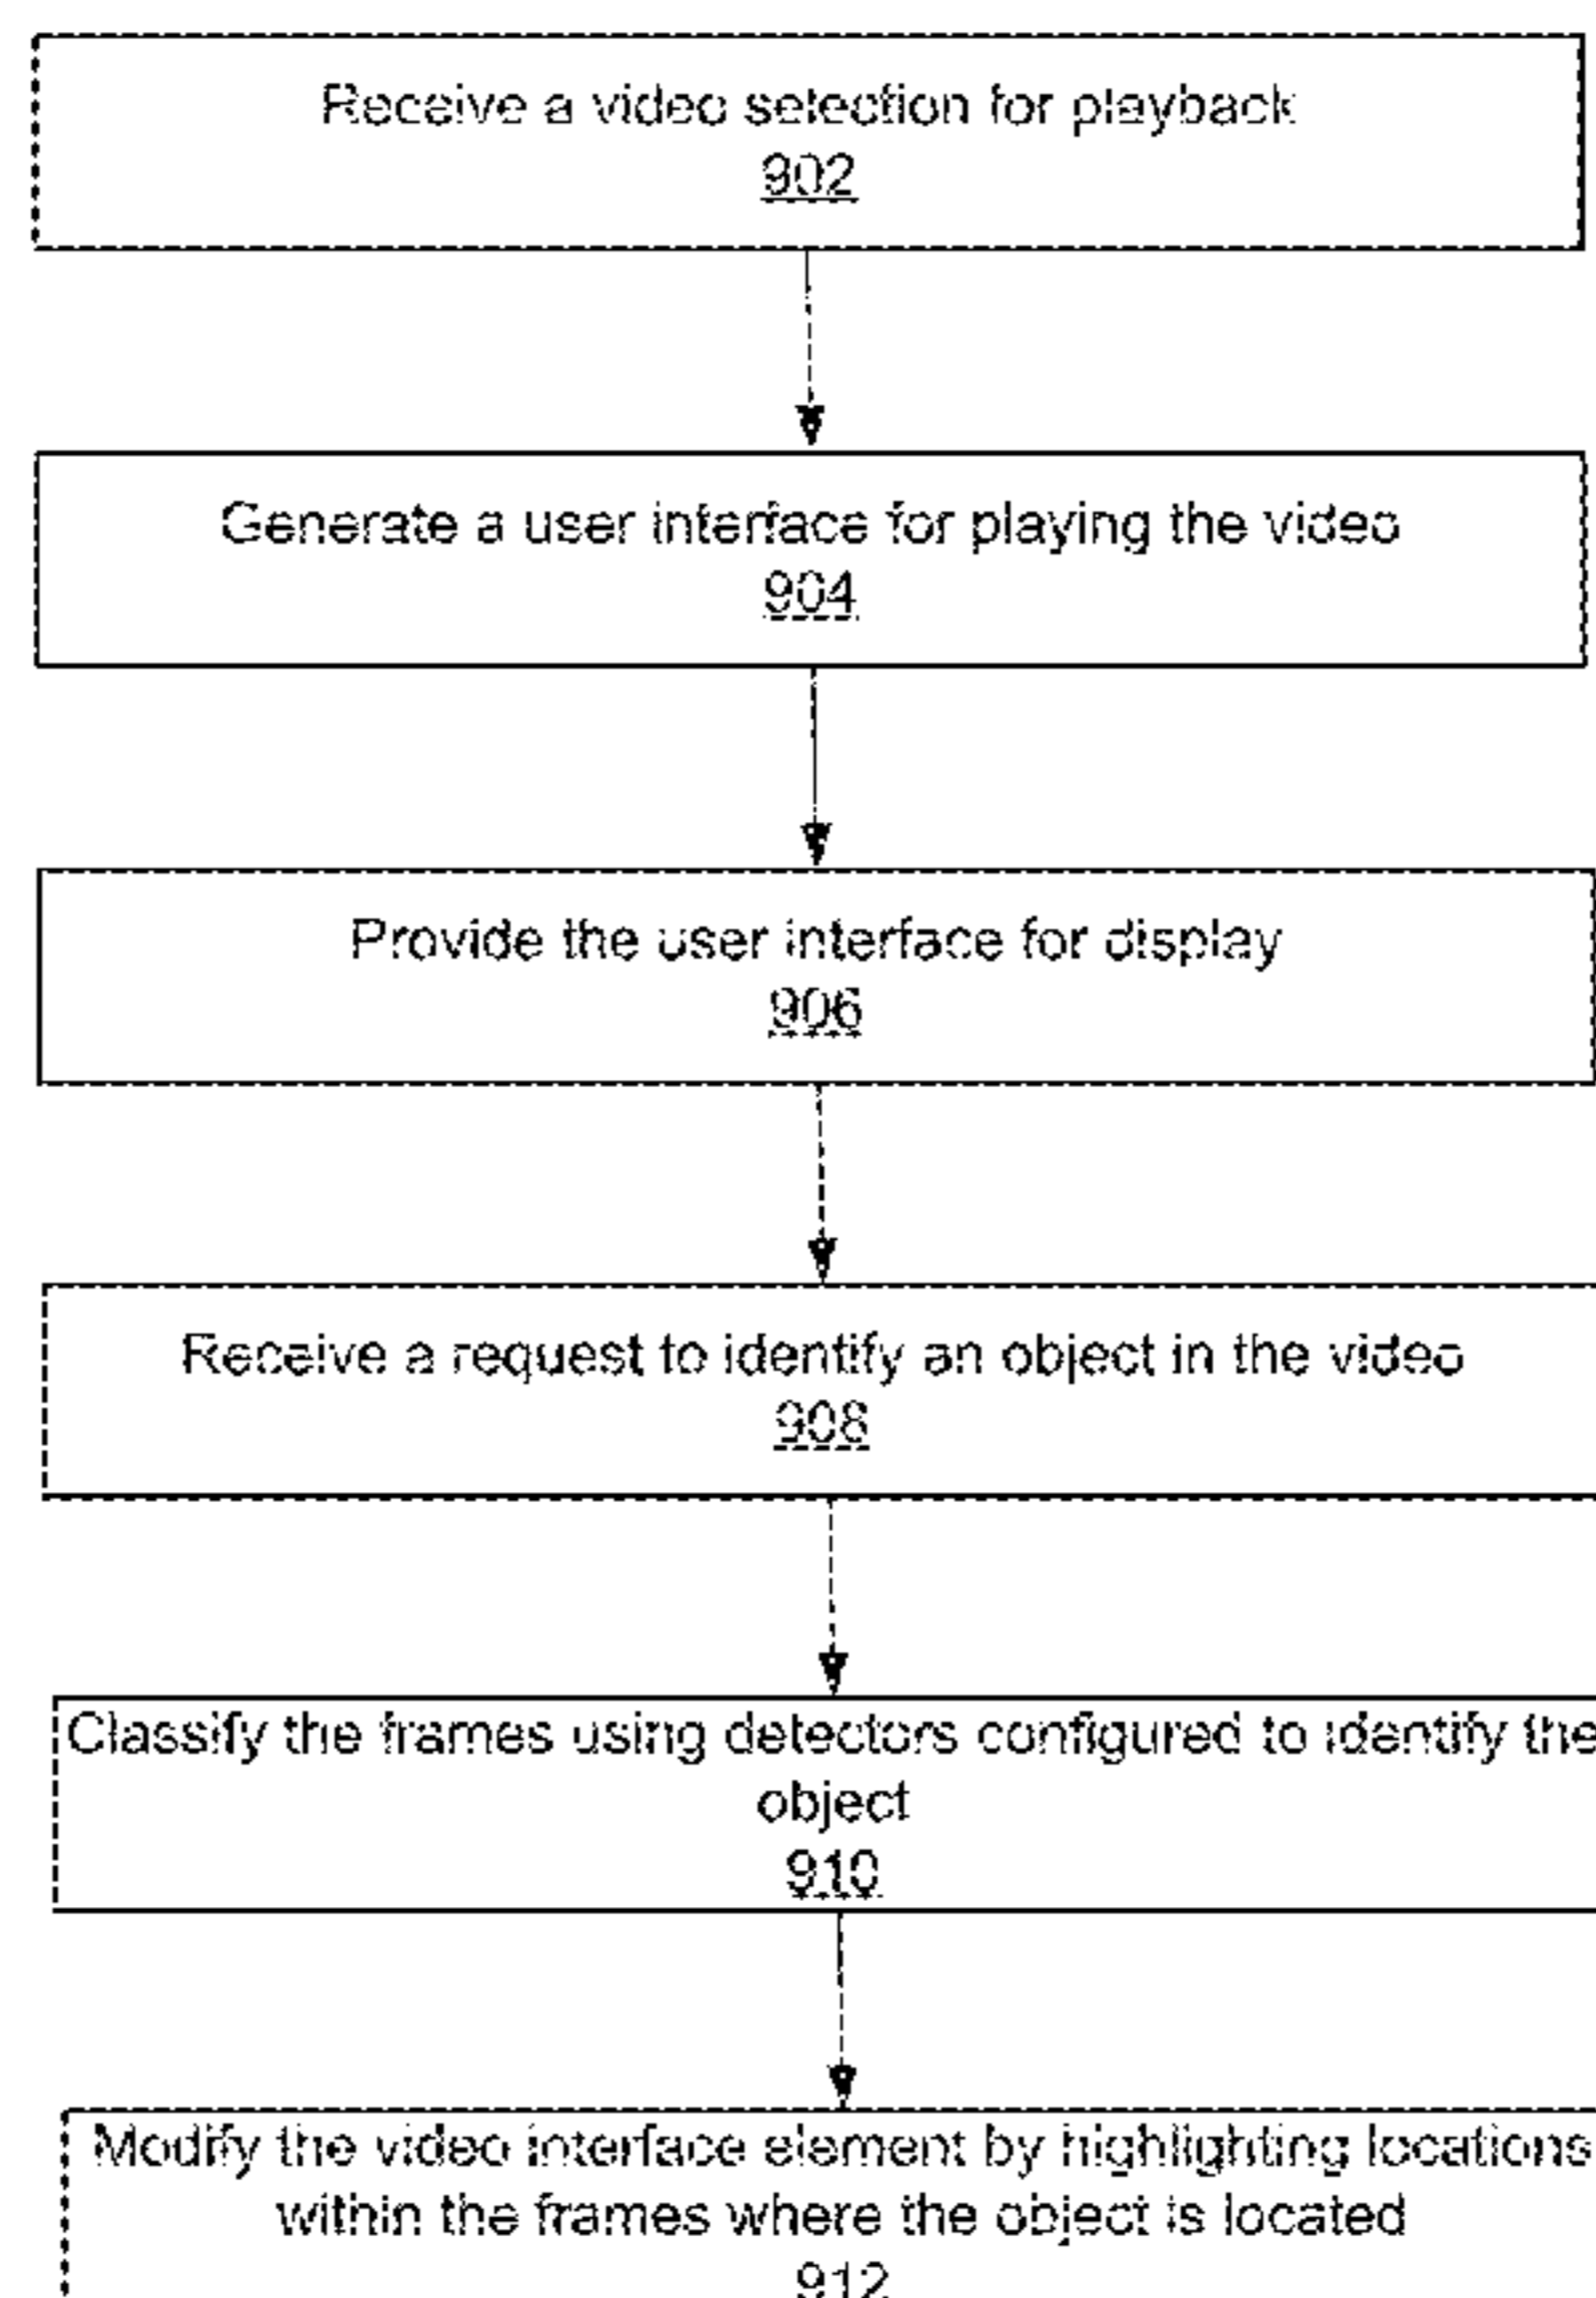 Receive a video selection for playback
902
Generate a user interface for playing the video
904
Provide the user interface for display
906
Receive a request to identify an object in the video
908
Classify the frames using detectors configured to identify the
object
910
Modify the video interface element by highlighting locations
within the frames where the object is located
912